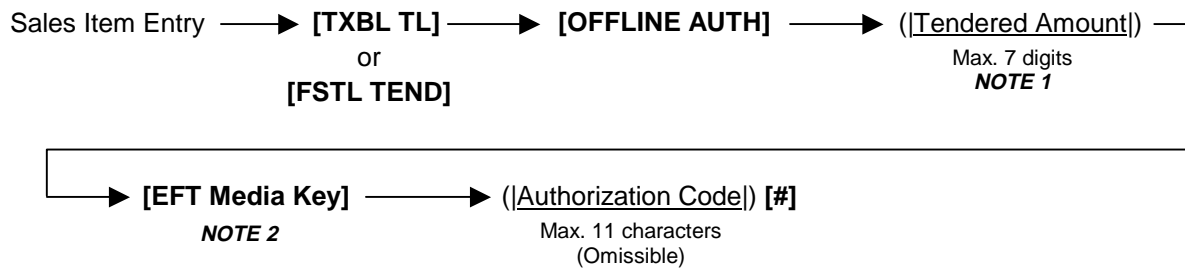 Sales Item Entry [TXBL TL] [OFFLINE AUTH] (|Tendered Amount|)
or Max. 7 digits
[FSTL TEND] NOTE 1
[EFT Media Key] (|Authorization Code|) [#]
NOTE 2 Max. 11 characters
(Omissible)